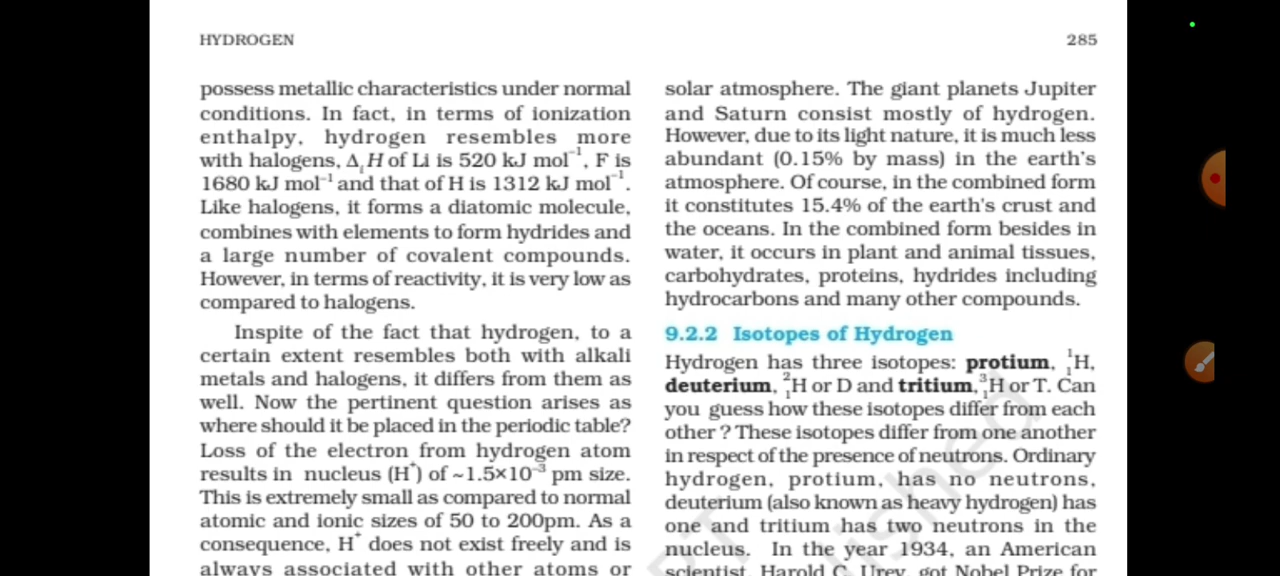 HYDROGEN
285
possess metallic characteristics under normal
conditions. In fact, in terms of ionization
enthalpy, hydrogen resembles more
with halogens, Δᵢ H of Li is 520 kJ mol⁻¹, F is
1680 kJ mol⁻¹ and that of H is 1312 kJ mol⁻¹.
Like halogens, it forms a diatomic molecule,
combines with elements to form hydrides and
a large number of covalent compounds.
However, in terms of reactivity, it is very low as
compared to halogens.
Inspite of the fact that hydrogen, to a
certain extent resembles both with alkali
metals and halogens, it differs from them as
well. Now the pertinent question arises as
where should it be placed in the periodic table?
Loss of the electron from hydrogen atom
results in nucleus (H⁺) of ~1.5×10⁻³ pm size.
This is extremely small as compared to normal
atomic and ionic sizes of 50 to 200pm. As a
consequence, H⁺ does not exist freely and is
always associated with other atoms or
solar atmosphere. The giant planets Jupiter
and Saturn consist mostly of hydrogen.
However, due to its light nature, it is much less
abundant (0.15% by mass) in the earth's
atmosphere. Of course, in the combined form
it constitutes 15.4% of the earth's crust and
the oceans. In the combined form besides in
water, it occurs in plant and animal tissues,
carbohydrates, proteins, hydrides including
hydrocarbons and many other compounds.
9.2.2 Isotopes of Hydrogen
Hydrogen has three isotopes: protium, ¹₁H,
deuterium, ²₁H or D and tritium, ³₁H or T. Can
you guess how these isotopes differ from each
other ? These isotopes differ from one another
in respect of the presence of neutrons. Ordinary
hydrogen, protium, has no neutrons,
deuterium (also known as heavy hydrogen) has
one and tritium has two neutrons in the
nucleus. In the year 1934, an American
scientist, Harold C. Urey, got Nobel Prize for